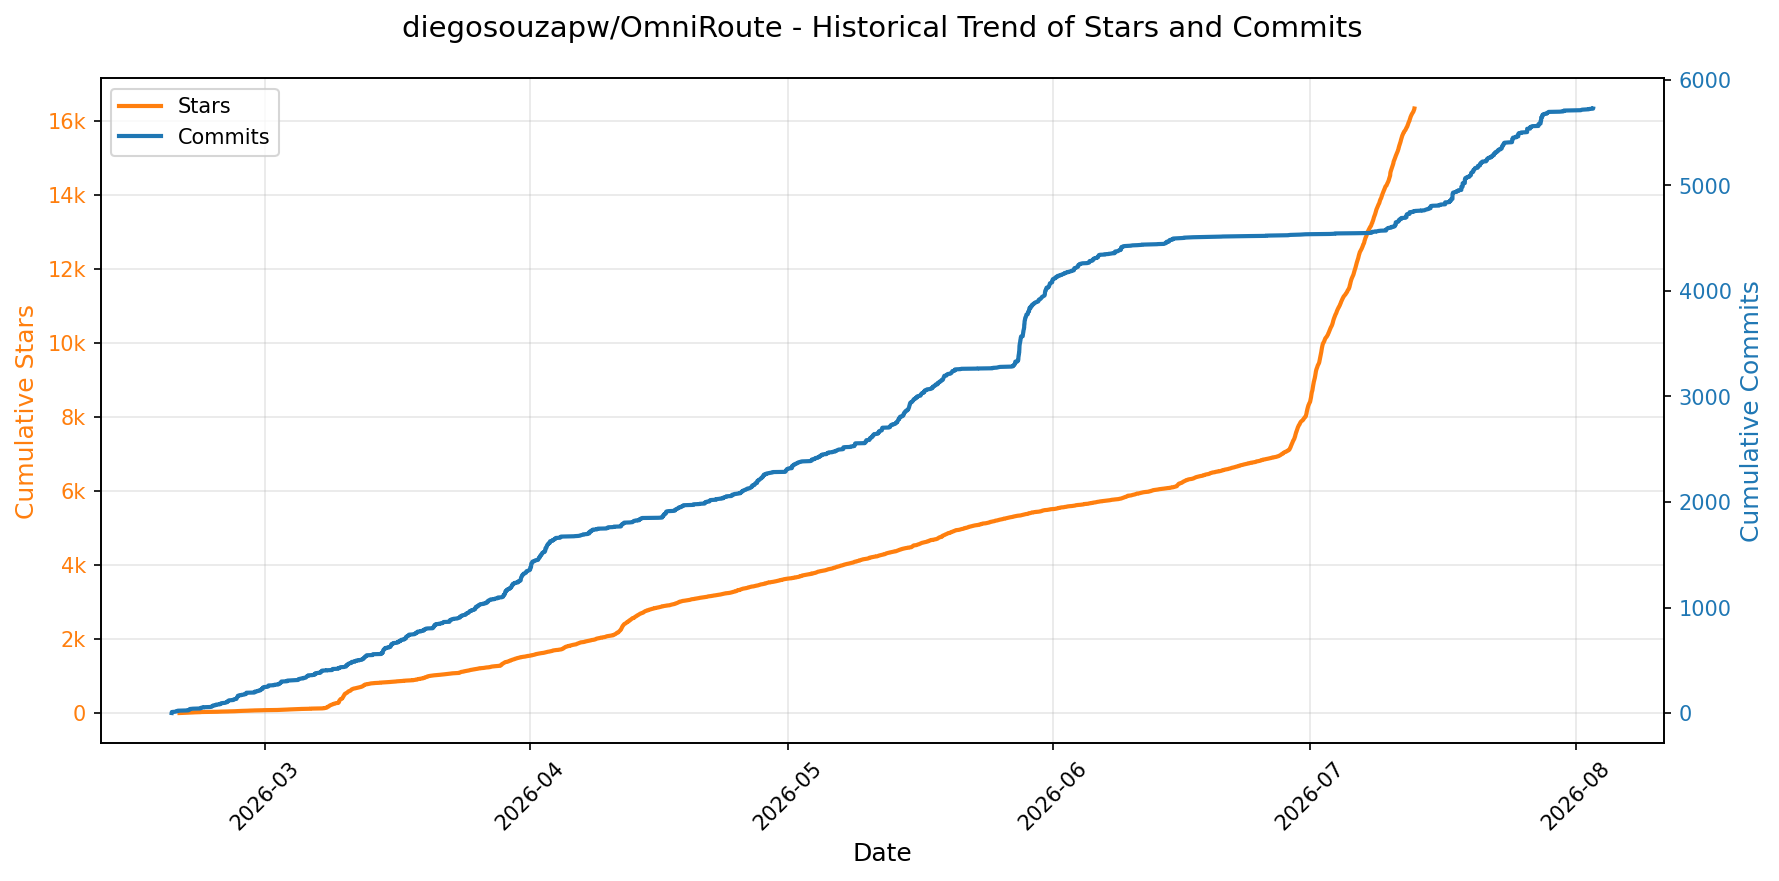 diegosouzapw/OmniRoute - Historical Trend of Stars and Commits
Stars
Commits
16k
14k
12k
10k
8k
6k
4k
2k
0
Cumulative Stars
6000
5000
4000
3000
2000
1000
0
Cumulative Commits
2026-03
2026-04
2026-05
2026-06
2026-07
2026-08
Date